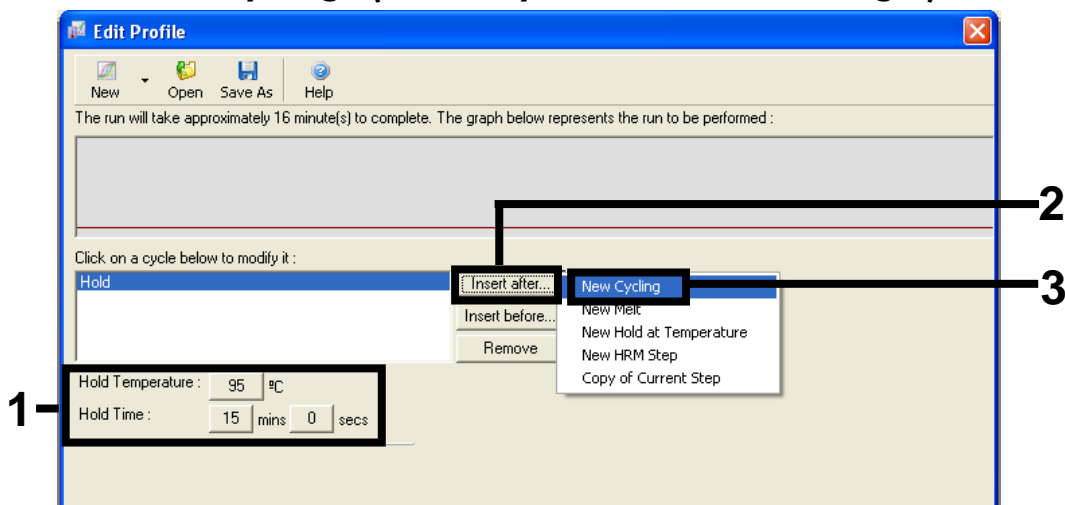 Edit Profile
New Open Save As Help
The run will take approximately 16 minute(s) to complete. The graph below represents the run to be performed :
2
Click on a cycle below to modify it :
Hold
Insert after...
Insert before...
Remove
New Cycling
New Melt
New Hold at Temperature
New HRM Step
Copy of Current Step
3
1
Hold Temperature : 95 ºC
Hold Time : 15 mins 0 secs